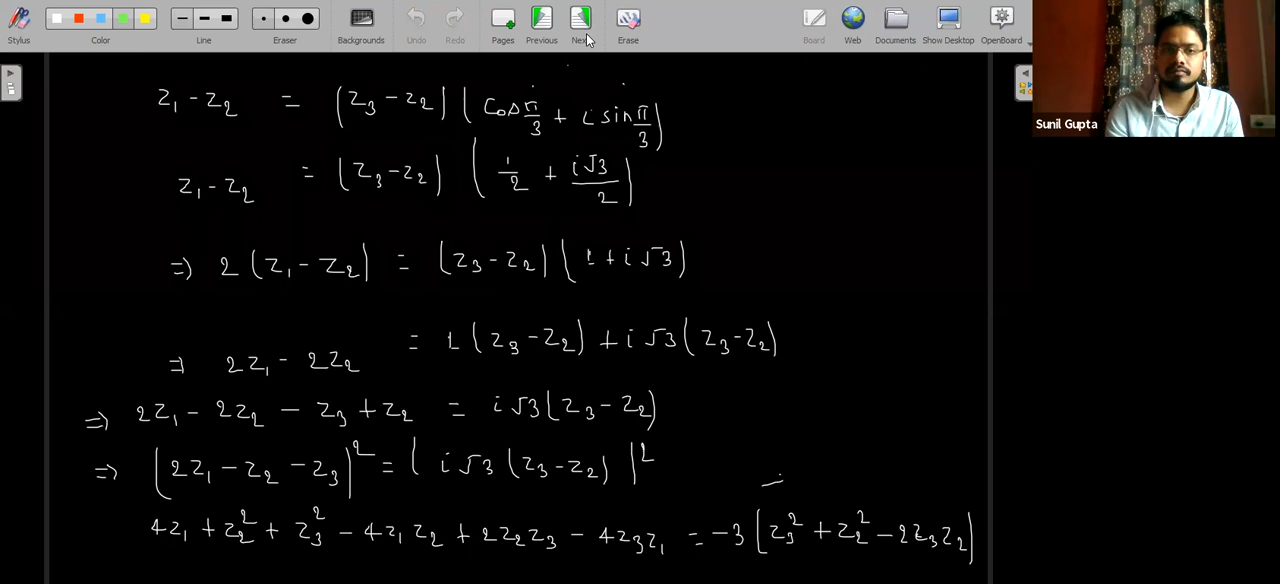 Stylus Color Line Eraser Backgrounds Undo Redo Pages Previous Next Erase Board Web Documents Show Desktop OpenBoard
Sunil Gupta
z₁ - z₂ = (z₃ - z₂) (cos π/3 + i sin π/3)
z₁ - z₂ = (z₃ - z₂) (1/2 + i√3/2)
⇒ 2(z₁ - z₂) = (z₃ - z₂)(1 + i√3)
⇒ 2z₁ - 2z₂ = 1(z₃ - z₂) + i√3(z₃ - z₂)
⇒ 2z₁ - 2z₂ - z₃ + z₂ = i√3(z₃ - z₂)
⇒ (2z₁ - z₂ - z₃)² = (i√3(z₃ - z₂))²
4z₁ + z₂² + z₃² - 4z₁z₂ + 2z₂z₃ - 4z₃z₁ = -3(z₃² + z₂² - 2z₃z₂)